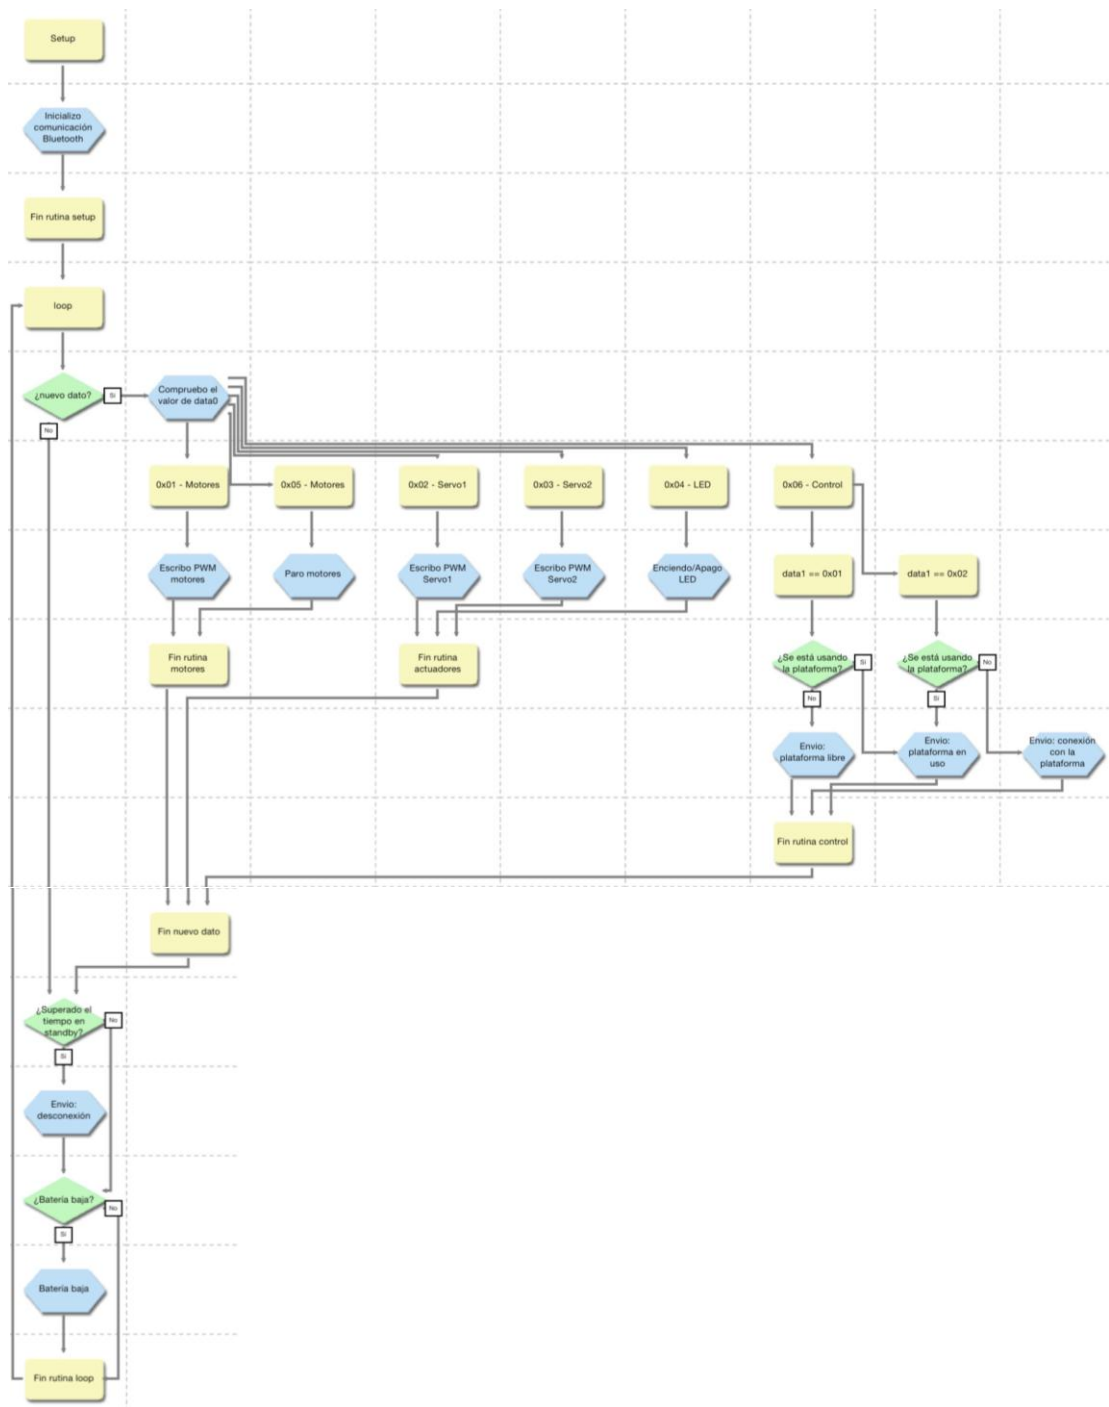 Setup
Inicializo
comunicación
Bluetooth
Fin rutina setup
loop
¿nuevo dato?
Si
Compruebo el
valor de data0
No
0x01 - Motores
0x05 - Motores
0x02 - Servo1
0x03 - Servo2
0x04 - LED
0x06 - Control
Escribo PWM
motores
Paro motores
Escribo PWM
Servo1
Escribo PWM
Servo2
Enciendo/Apago
LED
data1 == 0x01
data1 == 0x02
Fin rutina
motores
Fin rutina
actuadores
¿Se está usando
la plataforma?
Si
¿Se está usando
la plataforma?
No
No
Si
Envio:
plataforma libre
Envio:
plataforma en
uso
Envio: conexión
con la
plataforma
Fin rutina control
Fin nuevo dato
¿Superado el
tiempo en
standby?
No
Si
Envio:
desconexión
¿Batería baja?
No
Si
Batería baja
Fin rutina loop